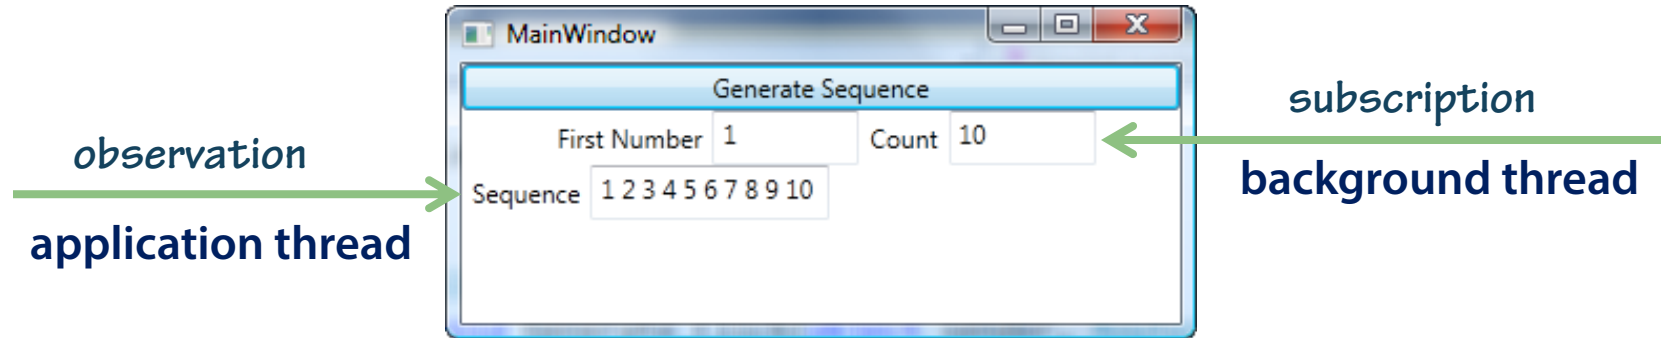 MainWindow
Generate Sequence
First Number 1 Count 10
Sequence 1 2 3 4 5 6 7 8 9 10
observation
application thread
subscription
background thread